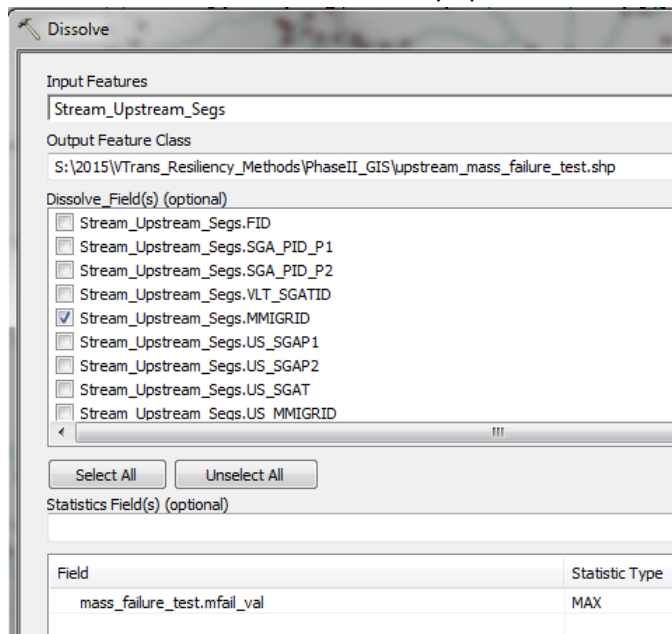 Dissolve
Input Features
Stream_Upstream_Segs
Output Feature Class
S:\2015\VTrans_Resiliency_Methods\PhaseII_GIS\upstream_mass_failure_test.shp
Dissolve_Field(s) (optional)
Stream_Upstream_Segs.FID
Stream_Upstream_Segs.SGA_PID_P1
Stream_Upstream_Segs.SGA_PID_P2
Stream_Upstream_Segs.VLT_SGATID
Stream_Upstream_Segs.MMIGRID
Stream_Upstream_Segs.US_SGAP1
Stream_Upstream_Segs.US_SGAP2
Stream_Upstream_Segs.US_SGAT
Stream_Upstream_Segs.US_MMIGRID
Select All Unselect All
Statistics Field(s) (optional)
Field Statistic Type
mass_failure_test.mfail_val MAX